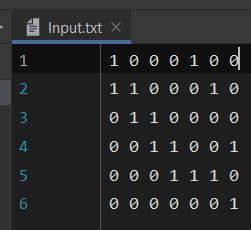 Input.txt
1 1 0 0 0 1 0 0
2 1 1 0 0 0 1 0
3 0 1 1 0 0 0 0
4 0 0 1 1 0 0 1
5 0 0 0 1 1 1 0
6 0 0 0 0 0 0 1